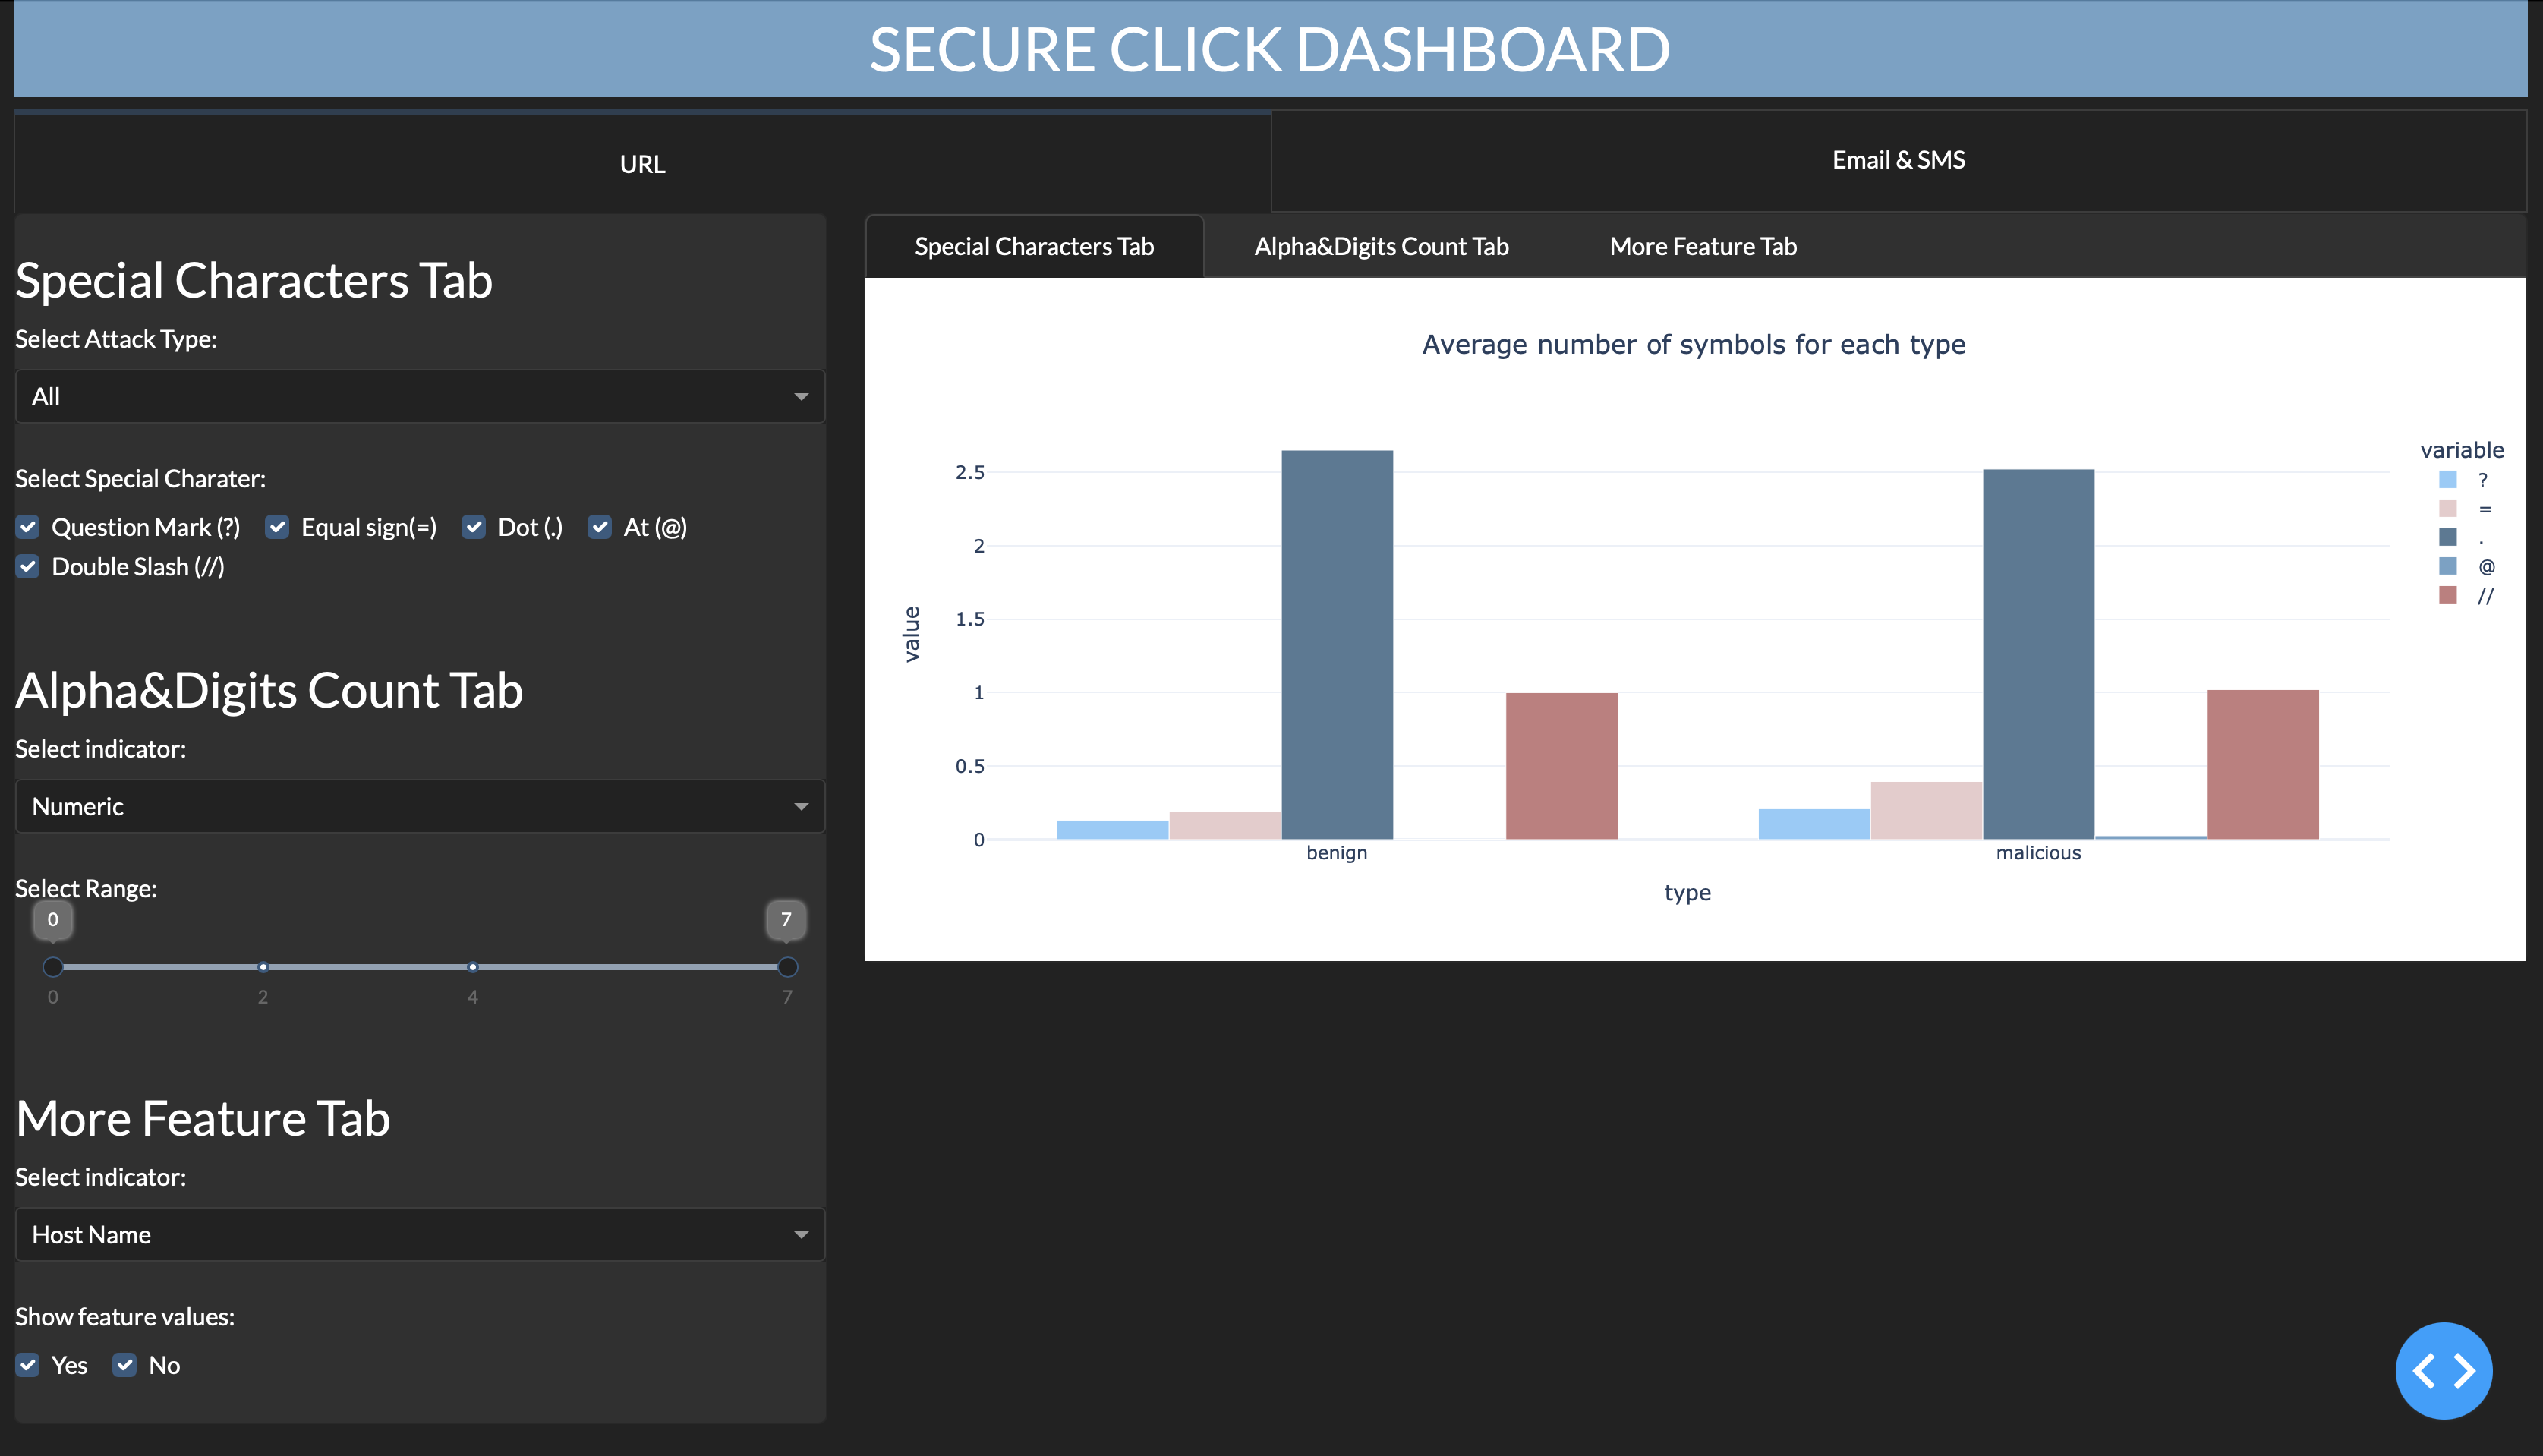 SECURE CLICK DASHBOARD
URL
Email & SMS
Special Characters Tab
Select Attack Type:
All
Select Special Charater:
Question Mark (?) Equal sign(=) Dot (.) At (@)
Double Slash (//)
Alpha&Digits Count Tab
Select indicator:
Numeric
Select Range:
0 7
0 2 4 7
More Feature Tab
Select indicator:
Host Name
Show feature values:
Yes No
Special Characters Tab Alpha&Digits Count Tab More Feature Tab
Average number of symbols for each type
value
2.5
2
1.5
1
0.5
0
benign malicious
type
variable
?
=
.
@
//